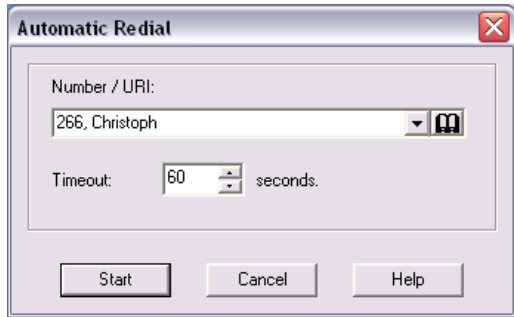 Automatic Redial
Number / URI:
266, Christoph
Timeout: 60 seconds.
Start Cancel Help